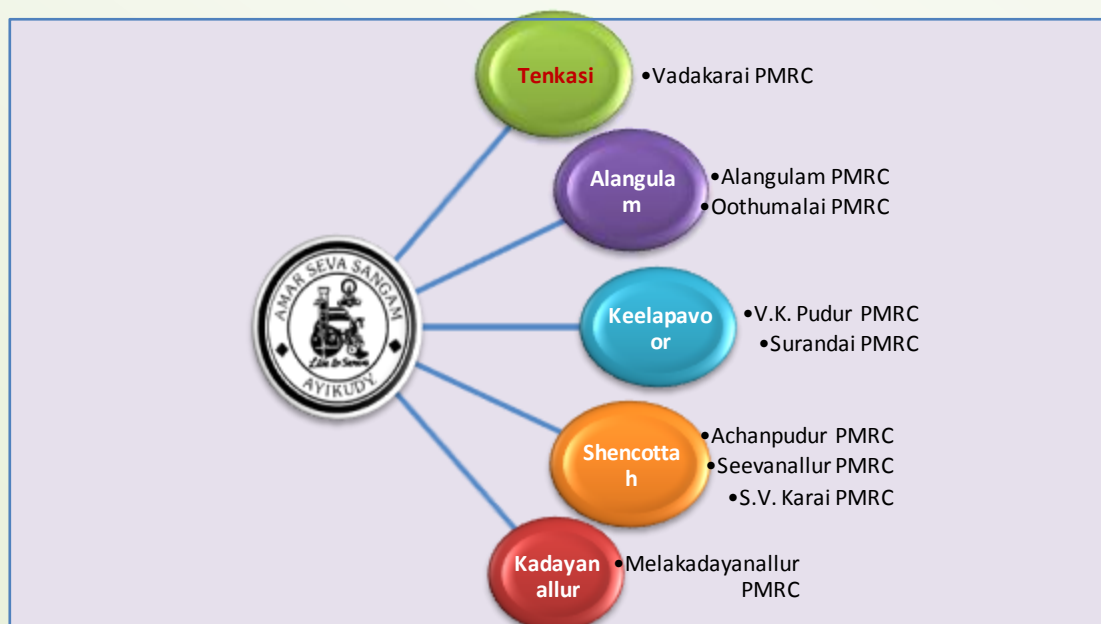 Tenkasi
•Vadakarai PMRC
Alangula
m
•Alangulam PMRC
•Oothumalai PMRC
AMAR SEVA SANGAM
AYIKUDY
Keelapavo
or
•V.K. Pudur PMRC
•Surandai PMRC
Shencotta
h
•Achanpudur PMRC
•Seevanallur PMRC
•S.V. Karai PMRC
Kadayan
allur
•Melakadayanallur
PMRC